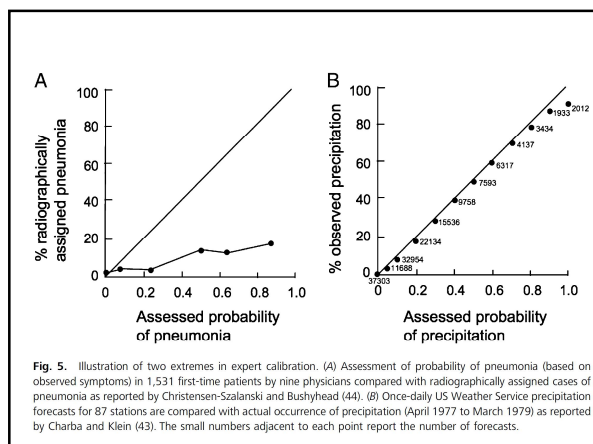 A
B
% radiographically
assigned pneumonia
100
80
60
40
20
0
0 0.2 0.4 0.6 0.8 1.0
Assessed probability
of pneumonia
% observed precipitation
100
80
60
40
20
0
2012
1933
3434
4137
6317
7593
9758
15536
22134
32954
11688
37303
0.0 0.2 0.4 0.6 0.8 1.0
Assessed probability
of precipitation
Fig. 5. Illustration of two extremes in expert calibration. (A) Assessment of probability of pneumonia (based on
observed symptoms) in 1,531 first-time patients by nine physicians compared with radiographically assigned cases of
pneumonia as reported by Christensen-Szalanski and Bushyhead (44). (B) Once-daily US Weather Service precipitation
forecasts for 87 stations are compared with actual occurrence of precipitation (April 1977 to March 1979) as reported
by Charba and Klein (43). The small numbers adjacent to each point report the number of forecasts.